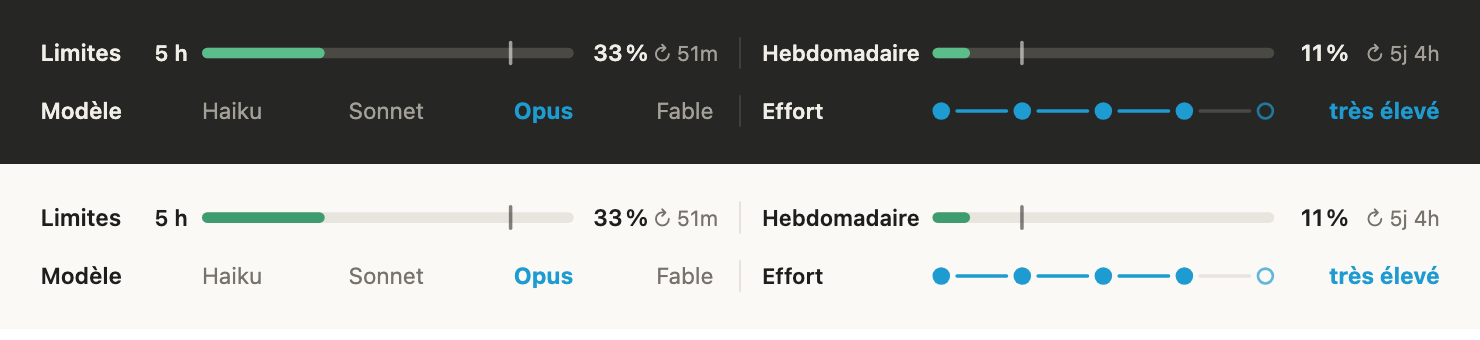 Limites 5 h 33 % ↻ 51m Hebdomadaire 11 % ↻ 5j 4h
Modèle Haiku Sonnet Opus Fable Effort très élevé
Limites 5 h 33 % ↻ 51m Hebdomadaire 11 % ↻ 5j 4h
Modèle Haiku Sonnet Opus Fable Effort très élevé